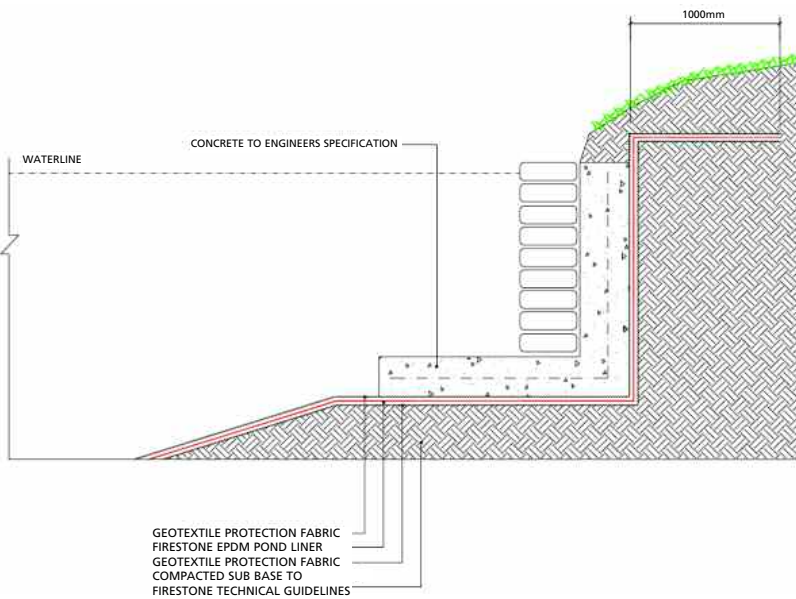 1000mm
CONCRETE TO ENGINEERS SPECIFICATION
WATERLINE
GEOTEXTILE PROTECTION FABRIC
FIRESTONE EPDM POND LINER
GEOTEXTILE PROTECTION FABRIC
COMPACTED SUB BASE TO
FIRESTONE TECHNICAL GUIDELINES